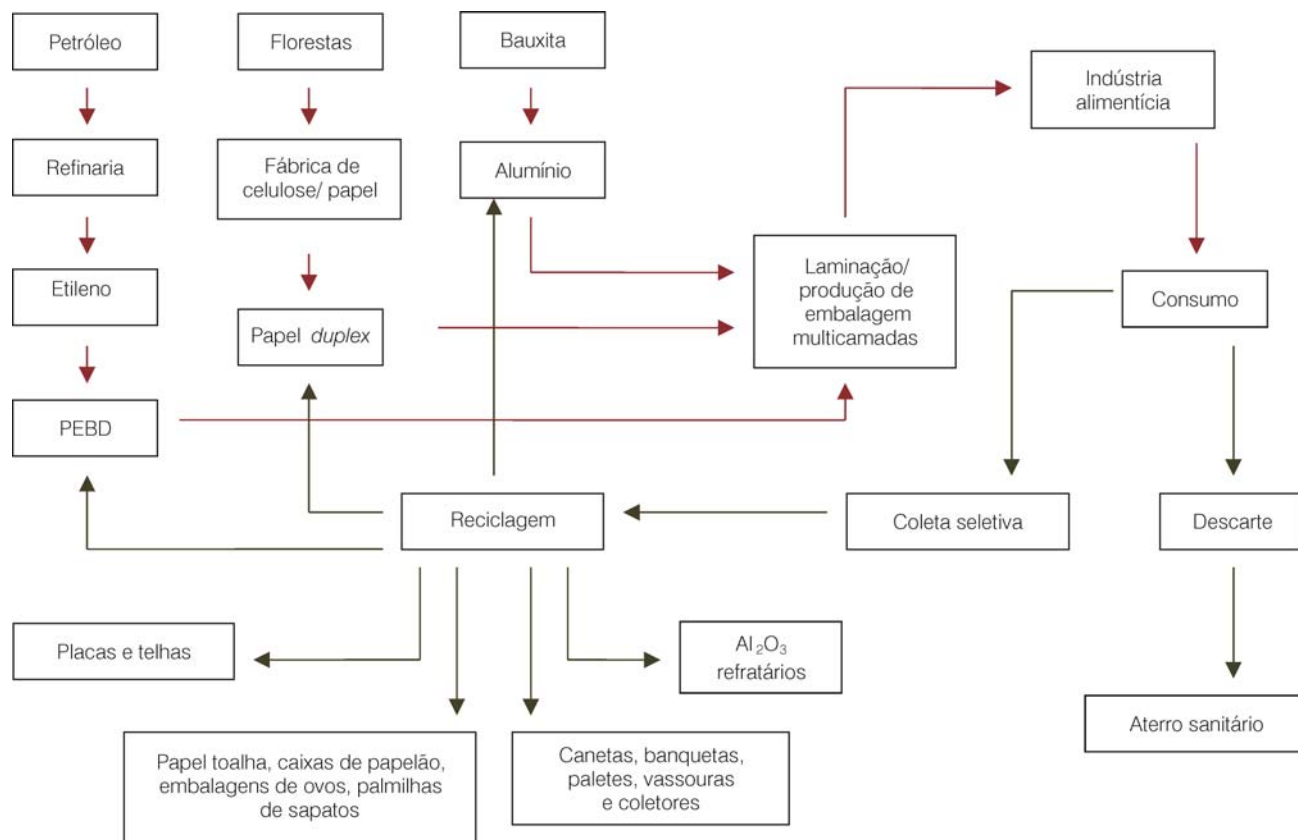 Petróleo
Florestas
Bauxita
Indústria
alimentícia
Refinaria
Fábrica de
celulose/ papel
Alumínio
Etileno
Papel duplex
Laminação/
produção de
embalagem
multicamadas
Consumo
PEBD
Reciclagem
Coleta seletiva
Descarte
Placas e telhas
Al₂O₃
refratários
Aterro sanitário
Papel toalha, caixas de papelão,
embalagens de ovos, palmilhas
de sapatos
Canetas, banquetas,
paletes, vassouras
e coletores